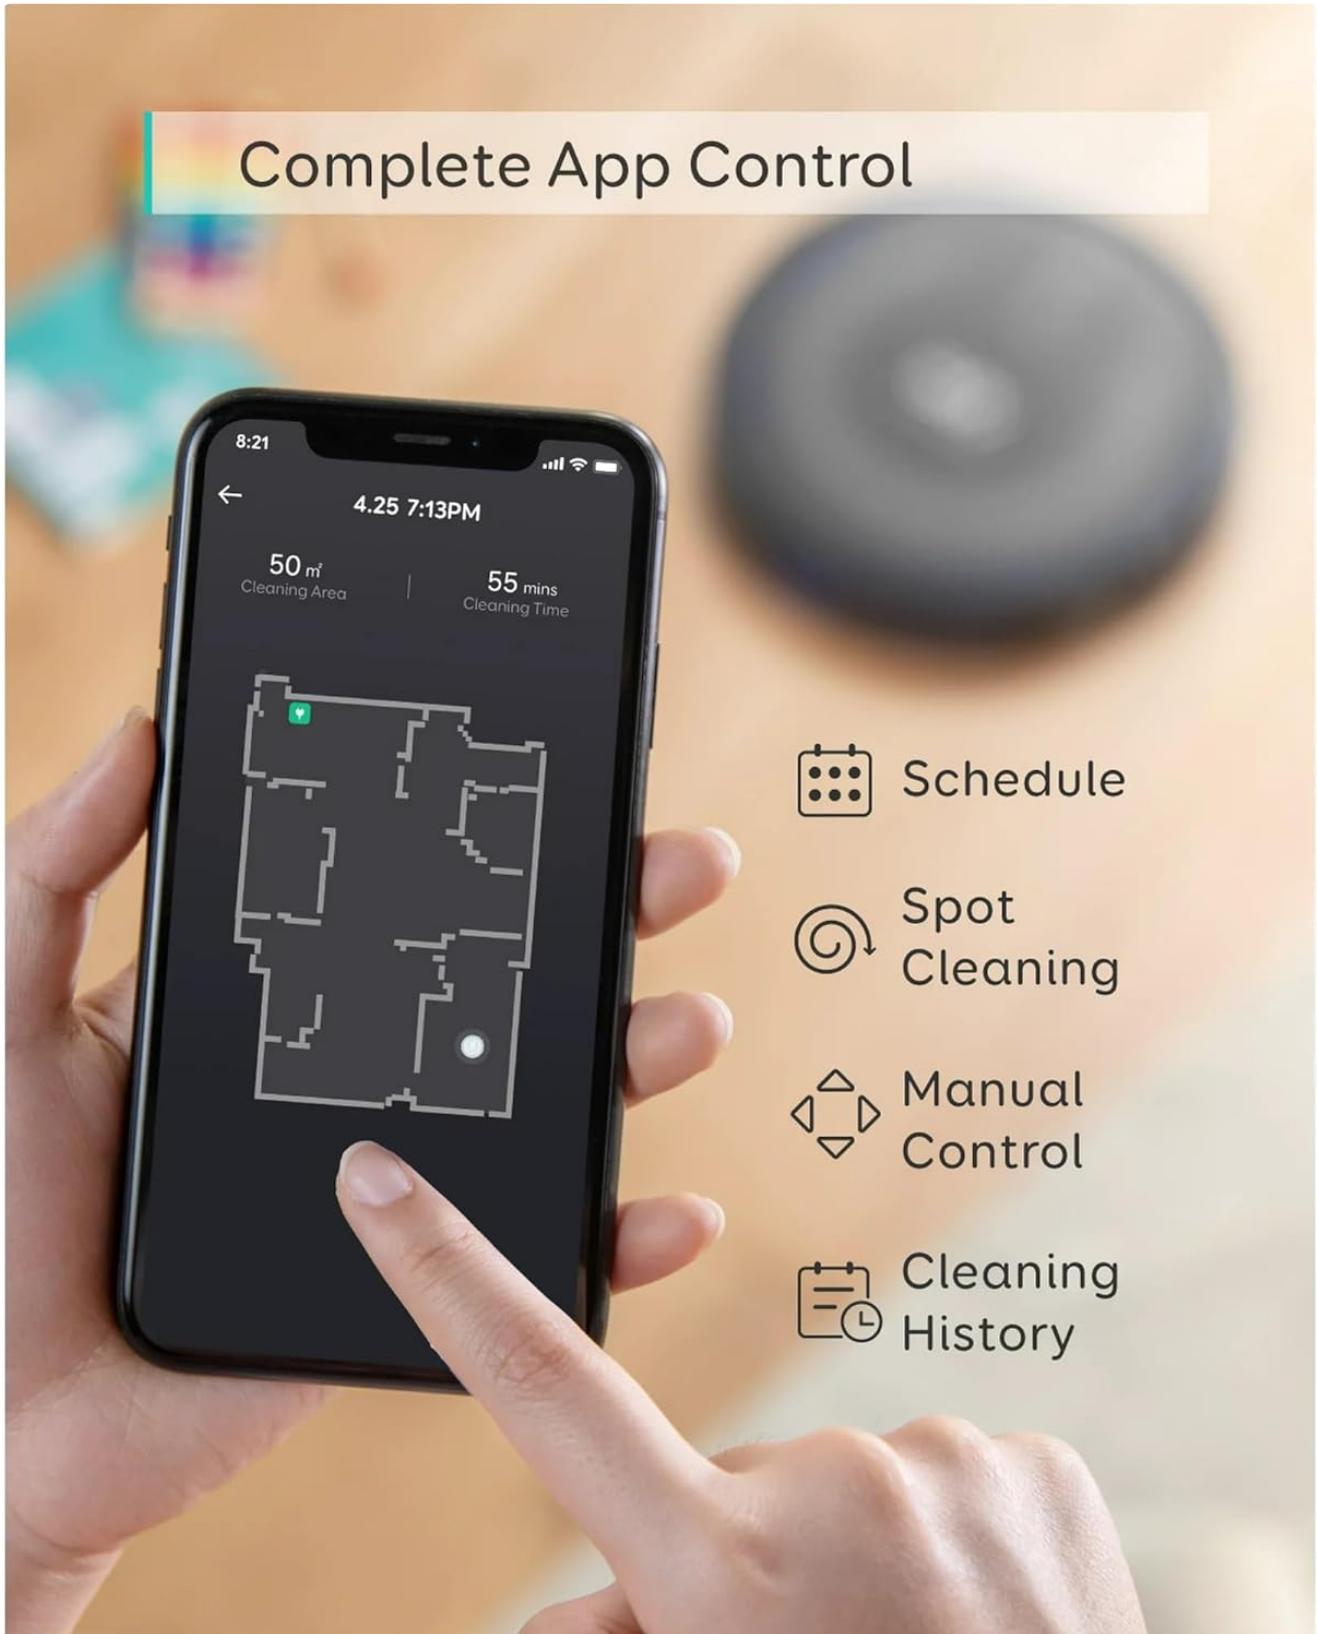 Complete App Control
8:21
4.25 7:13PM
50 ㎡
Cleaning Area
55 mins
Cleaning Time
Schedule
Spot
Cleaning
Manual
Control
Cleaning
History